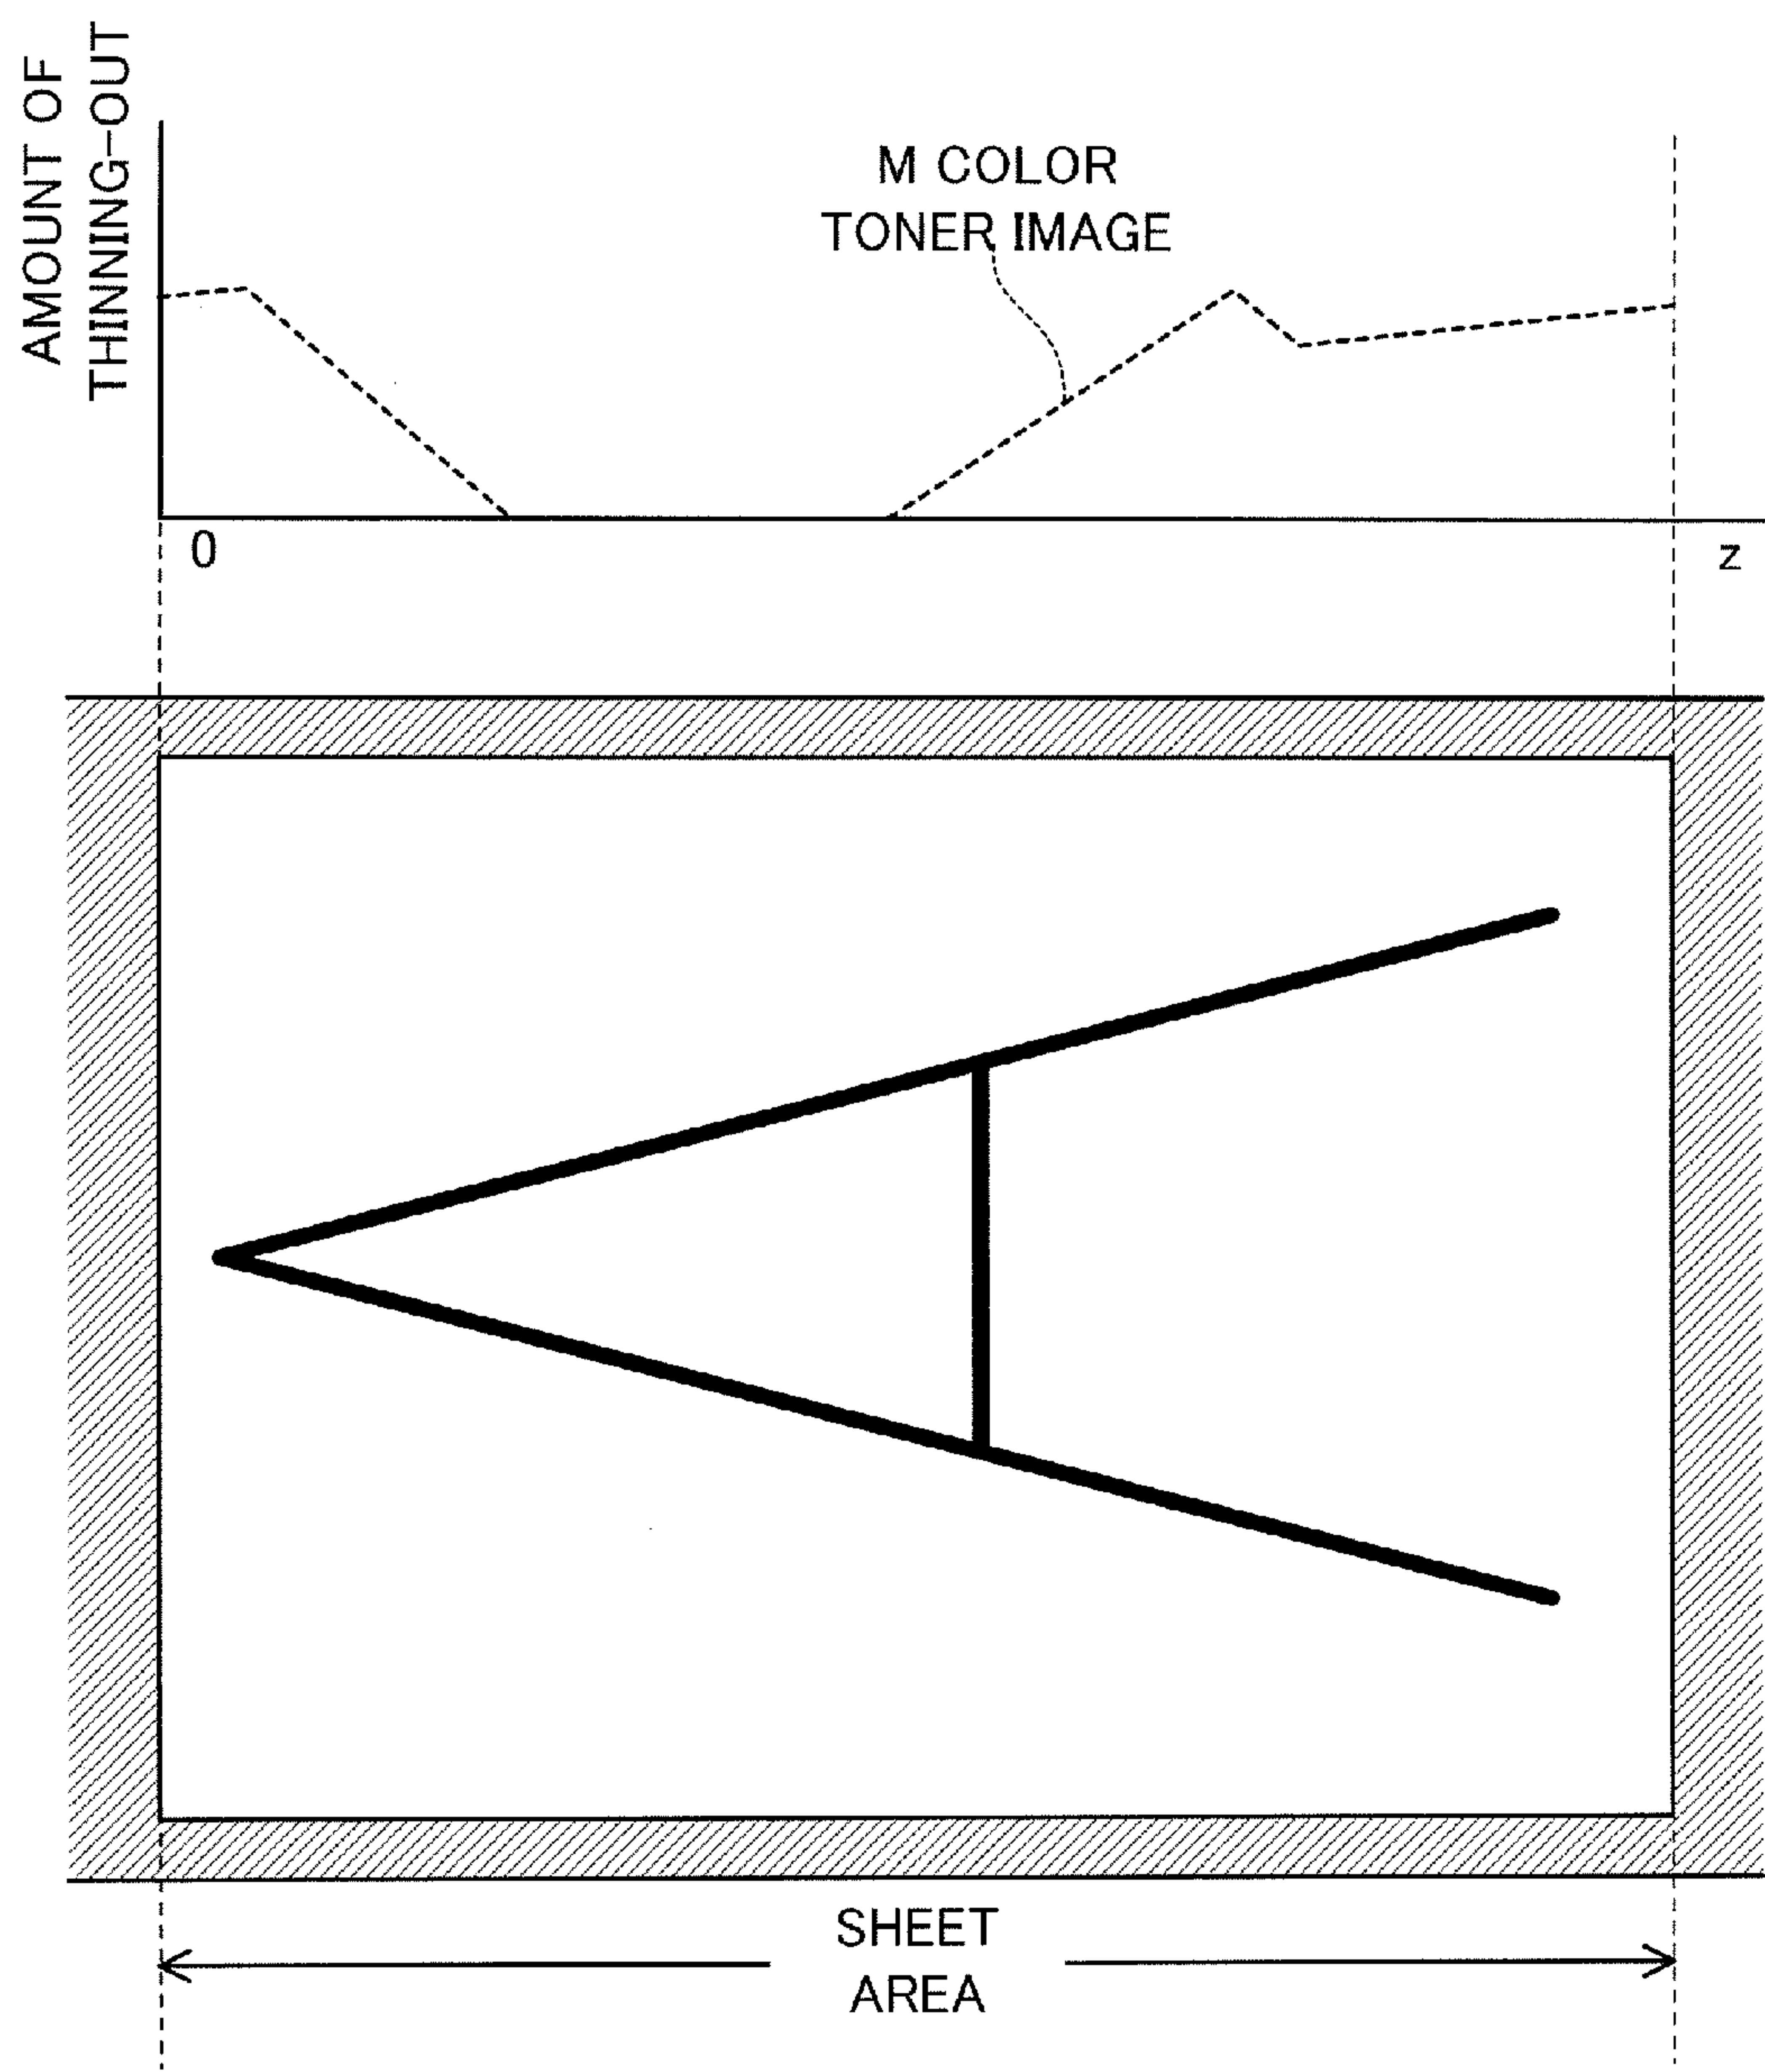 AMOUNT OF
THINNING-OUT
M COLOR
TONER IMAGE
0
z
SHEET
AREA